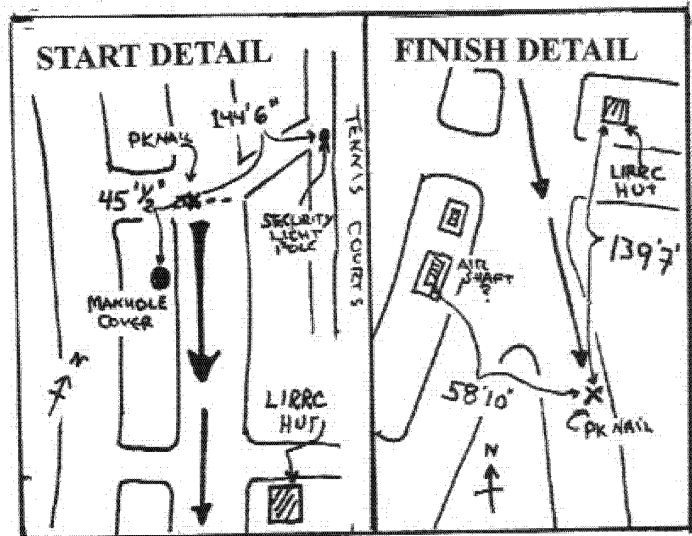 START DETAIL
144'6"
PK NAIL
45'½"
SECURITY
LIGHT
POLE
TENNIS COURTS
MANHOLE
COVER
N
LIRRC
HUT
FINISH DETAIL
LIRRC
HUT
139'7"
AIR
SHAFT
?
58'10"
PK NAIL
N